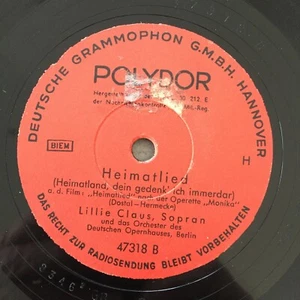 DEUTSCHE GRAMMOPHON G.M.B.H. HANNOVER
POLYDOR
BIEM
H
Heimatlied
(Heimatland, dein gedenk' ich immerdar)
a. d. Film: „Heimatlied" nach der Operette „Monika"
(Dostal - Hermecke)
Lillie Claus, Sopran
und das Orchester des
Deutschen Opernhauses, Berlin
47318 B
DAS RECHT ZUR RADIOSENDUNG BLEIBT VORBEHALTEN